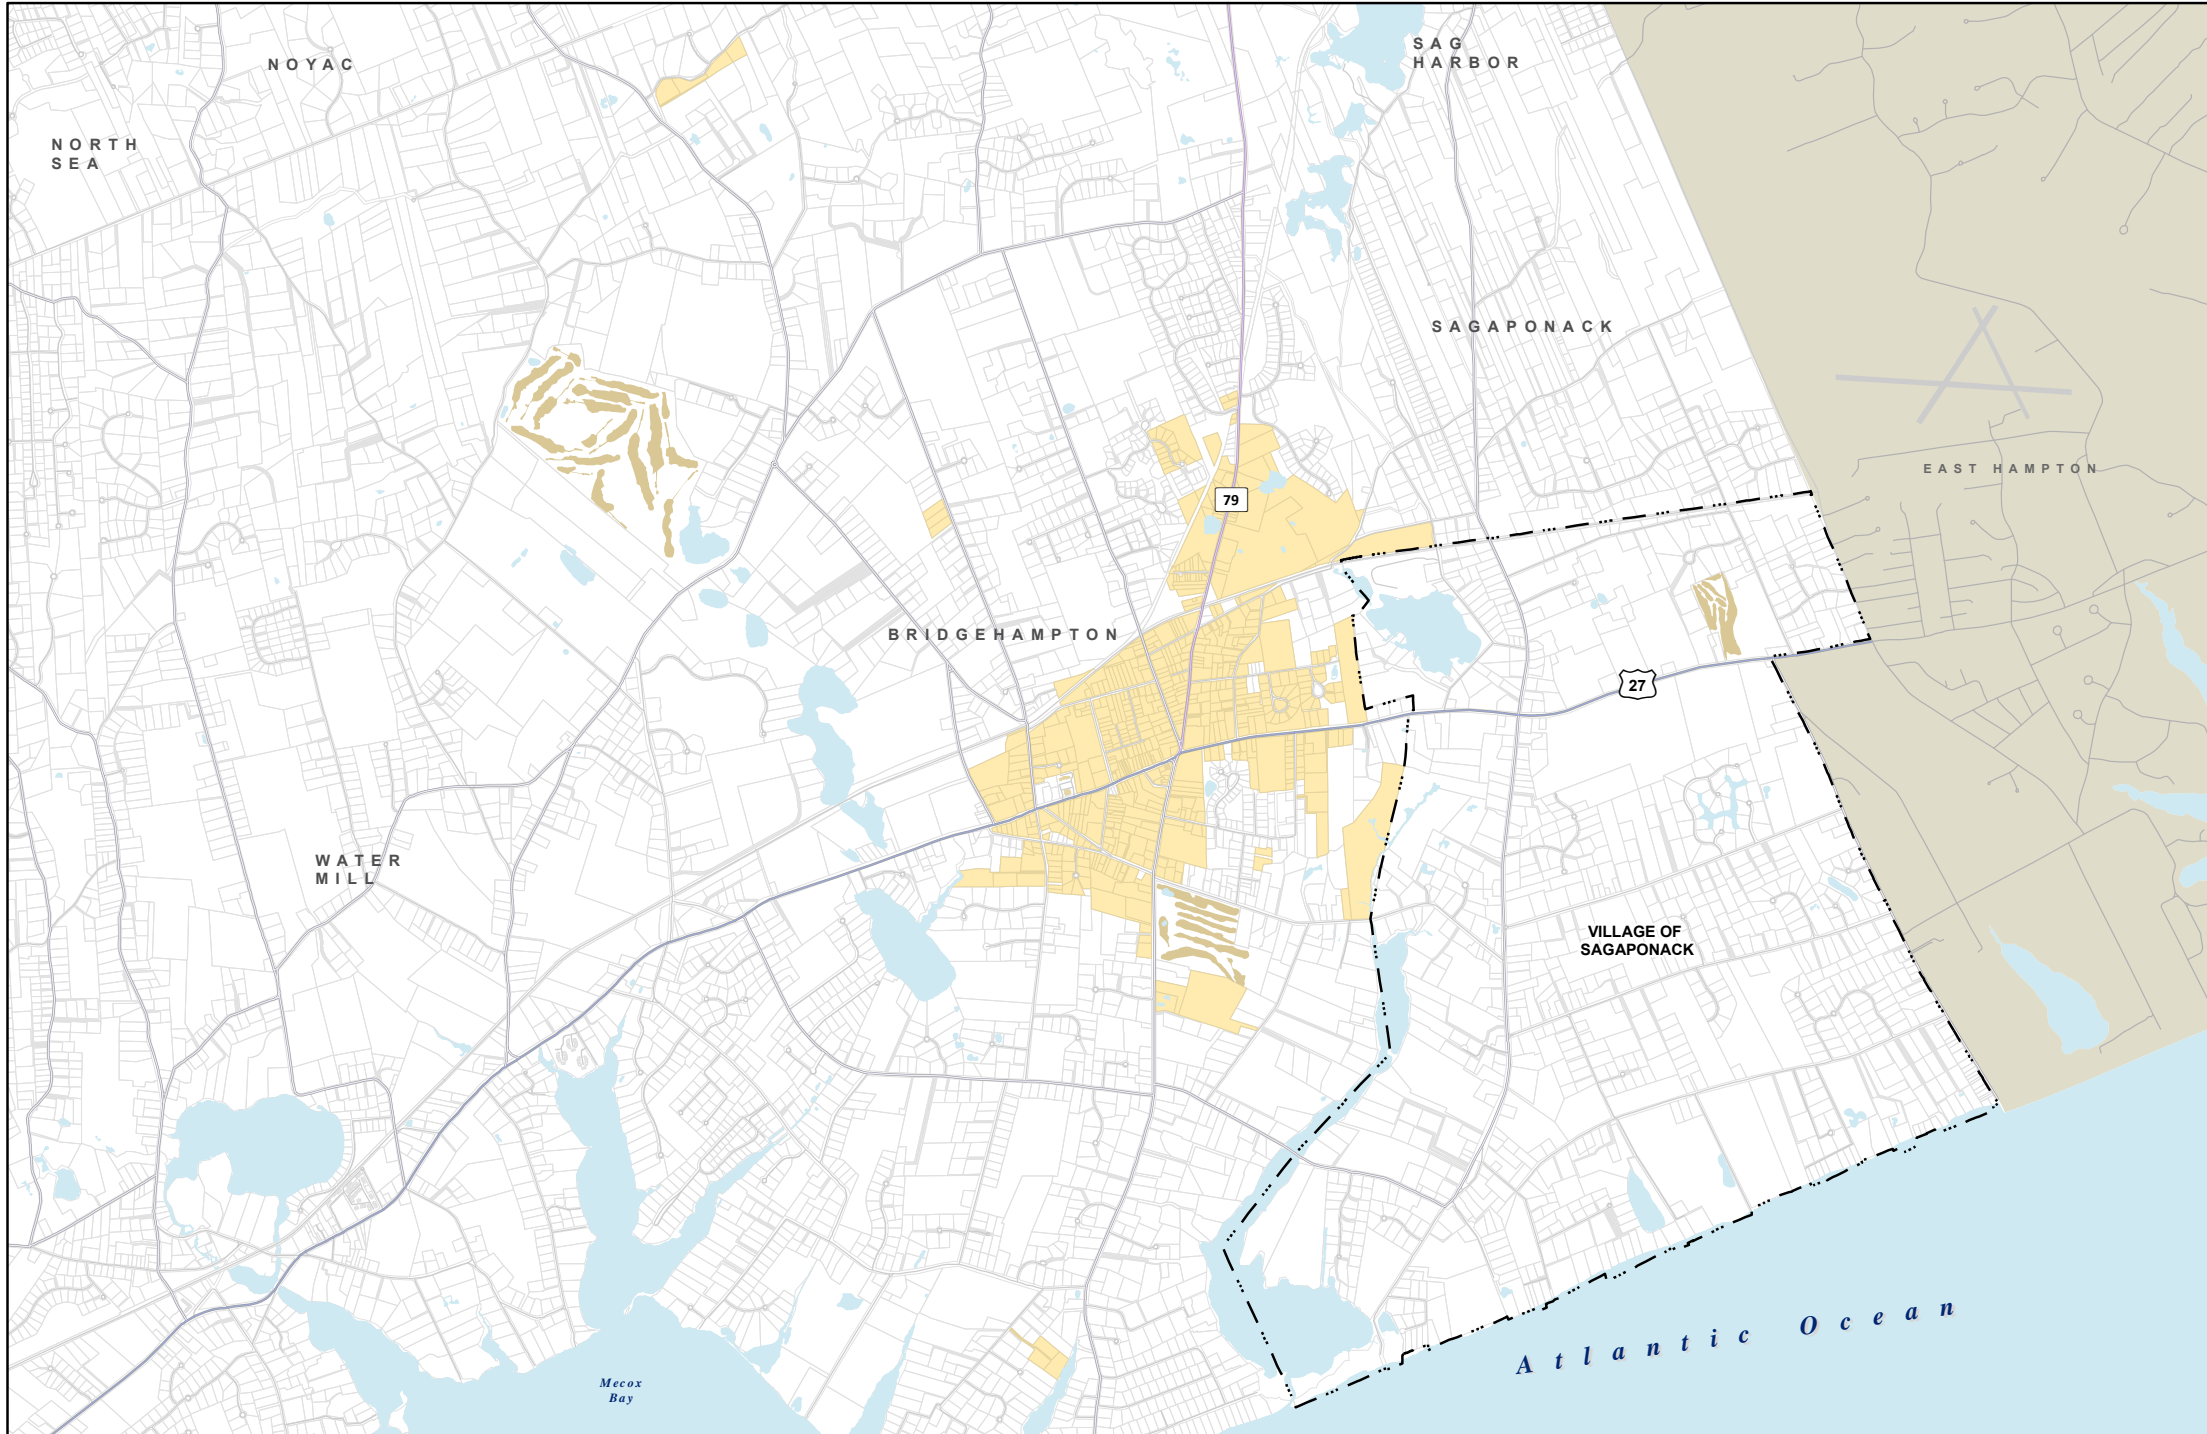 NOYAC
SAG
HARBOR
NORTH
SEA
SAGAPONACK
EAST HAMPTON
79
BRIDGEHAMPTON
27
WATER
MILL
VILLAGE OF
SAGAPONACK
Atlantic Ocean
Mecox
Bay